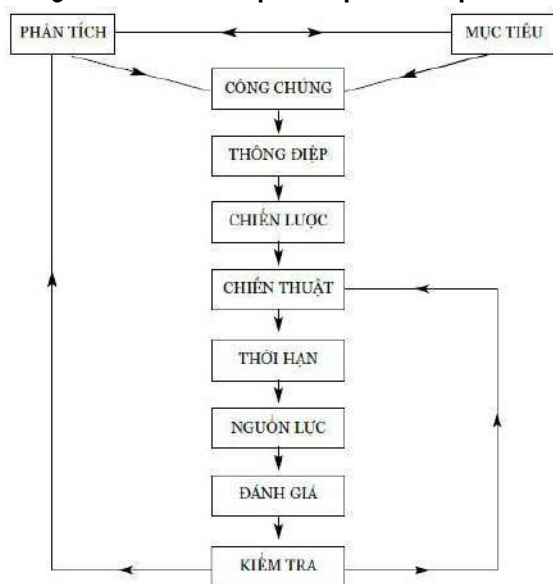 PHÂN TÍCH
MỤC TIÊU
CÔNG CHÚNG
THÔNG ĐIỆP
CHIẾN LƯỢC
CHIẾN THUẬT
THỜI HẠN
NGUỒN LỰC
ĐÁNH GIÁ
KIỂM TRA